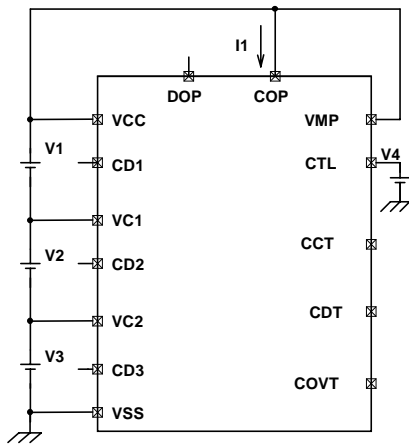 I1
DOP
COP
VCC
VMP
V1
CD1
CTL
V4
VC1
CCT
V2
CD2
VC2
CDT
V3
CD3
COVT
VSS